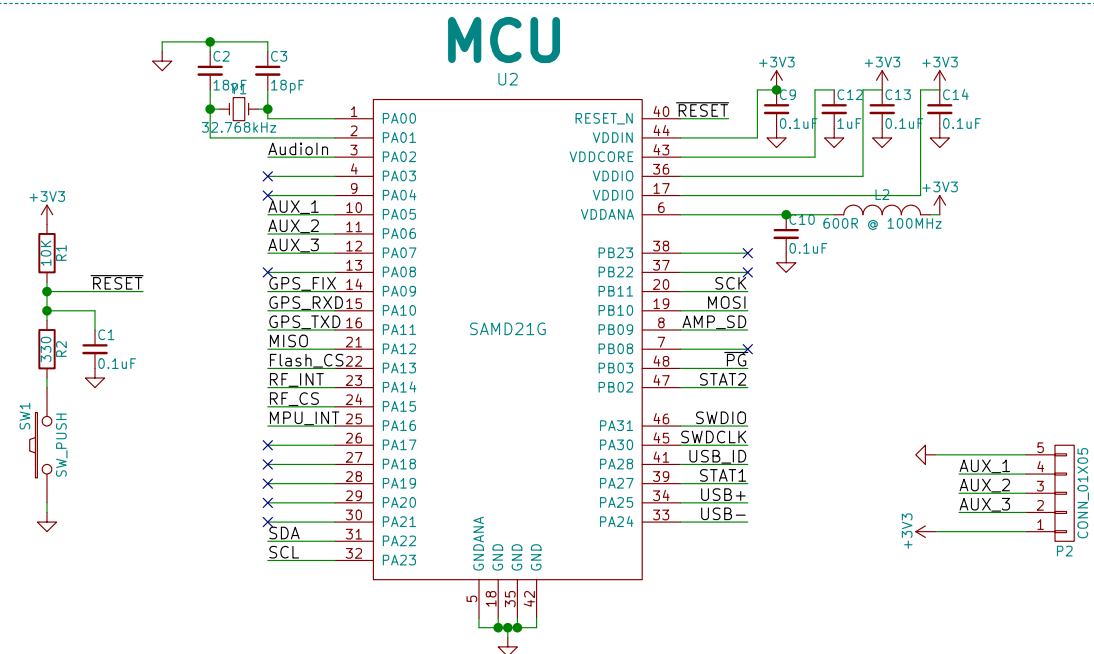 MCU
U2
C2
18pF
C3
18pF
Y1
32.768kHz
1 PA00
2 PA01
AudioIn 3 PA02
4 PA03
9 PA04
AUX_1 10 PA05
AUX_2 11 PA06
AUX_3 12 PA07
13 PA08
GPS_FIX 14 PA09
GPS_RXD 15 PA10
GPS_TXD 16 PA11
MISO 21 PA12
Flash_CS 22 PA13
RF_INT 23 PA14
RF_CS 24 PA15
MPU_INT 25 PA16
26 PA17
27 PA18
28 PA19
29 PA20
30 PA21
SDA 31 PA22
SCL 32 PA23
SAMD21G
RESET_N 40 RESET
VDDIN 44
VDDCORE 43
VDDIO 36
VDDIO 17
VDDANA 6
PB23 38
PB22 37
PB11 20 SCK
PB10 19 MOSI
PB09 8 AMP_SD
PB08 7
PB03 48 PG
PB02 47 STAT2
PA31 46 SWDIO
PA30 45 SWDCLK
PA28 41 USB_ID
PA27 39 STAT1
PA25 34 USB+
PA24 33 USB-
GNDANA 5
GND 18
GND 35
GND 42
+3V3
C9
0.1uF
C12
1uF
+3V3
C13
0.1uF
+3V3
C14
0.1uF
+3V3
L2
600R @ 100MHz
C10
0.1uF
+3V3
10K
R1
RESET
330
R2
C1
0.1uF
SW1
SW_PUSH
5
AUX_1 4
AUX_2 3
AUX_3 2
+3V3 1
CONN_01X05
P2